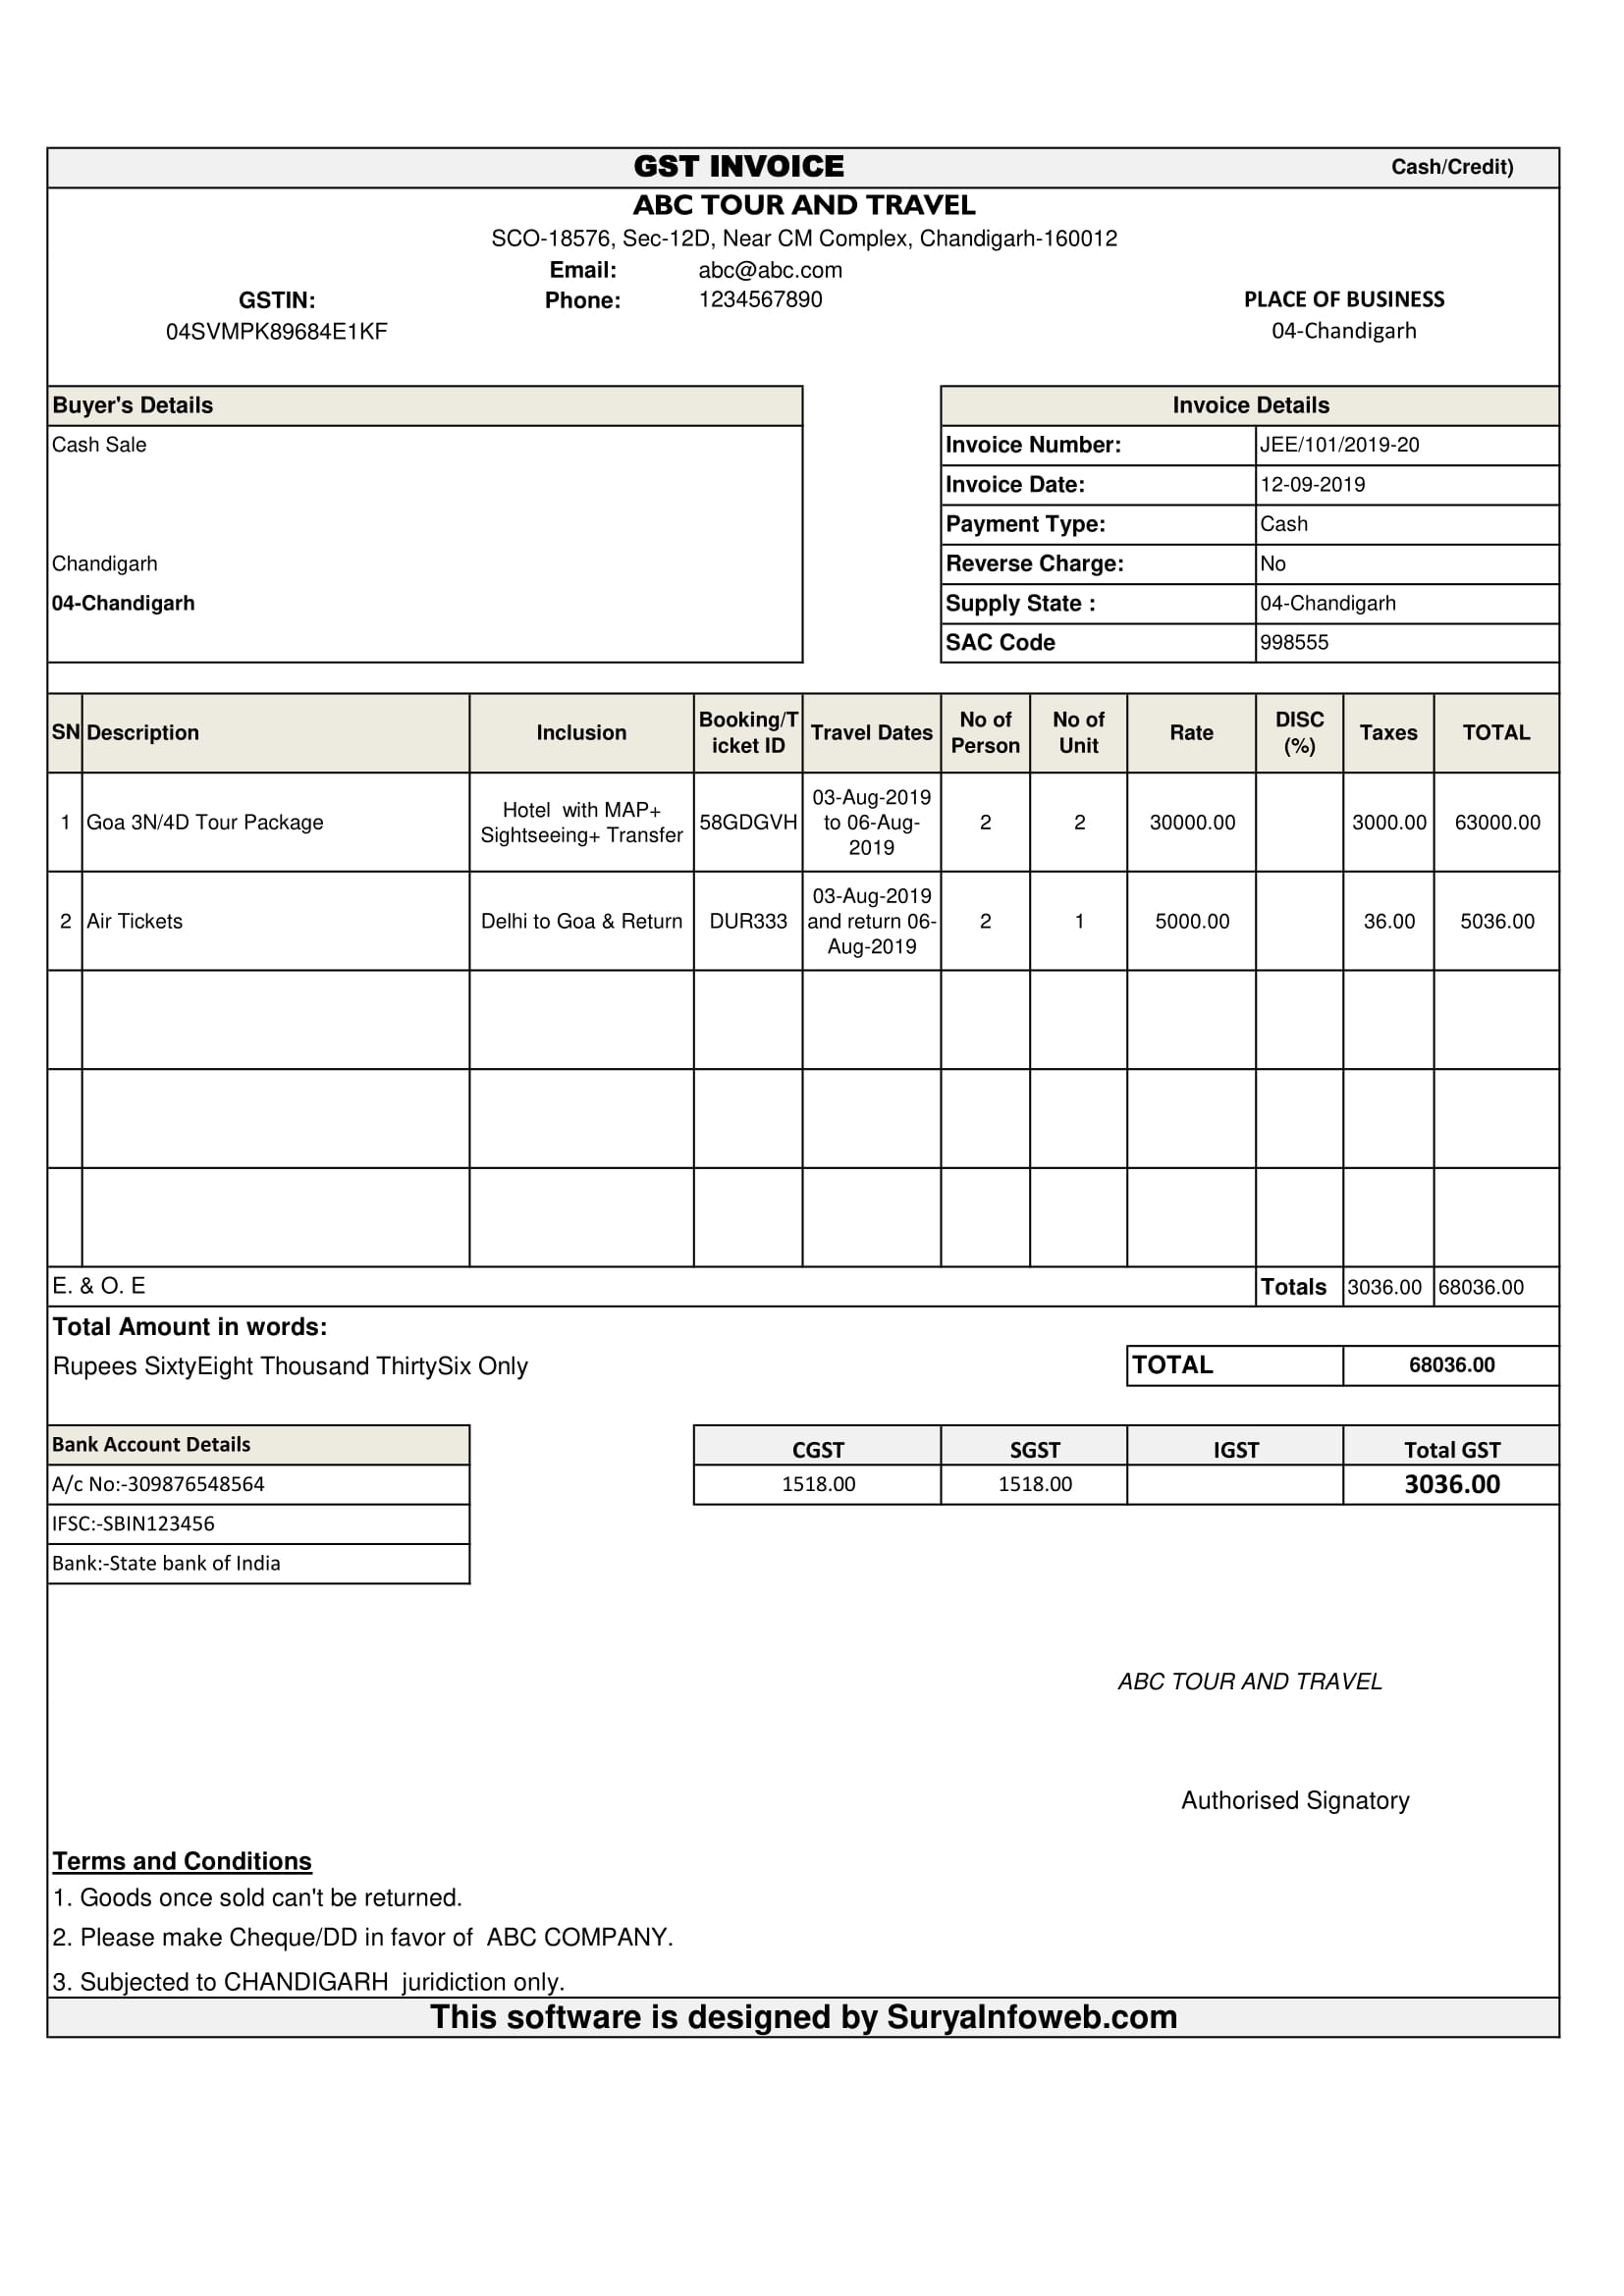 GST INVOICE Cash/Credit)
ABC TOUR AND TRAVEL
SCO-18576, Sec-12D, Near CM Complex, Chandigarh-160012
Email: abc@abc.com
GSTIN: Phone: 1234567890 PLACE OF BUSINESS
04SVMPK89684E1KF 04-Chandigarh
Buyer's Details
Cash Sale
Chandigarh
04-Chandigarh
Invoice Details
Invoice Number: JEE/101/2019-20
Invoice Date: 12-09-2019
Payment Type: Cash
Reverse Charge: No
Supply State : 04-Chandigarh
SAC Code 998555
SN
Description
Inclusion
Booking/T
icket ID
Travel Dates
No of
Person
No of
Unit
Rate
DISC
(%)
Taxes
TOTAL
1
Goa 3N/4D Tour Package
Hotel with MAP+
Sightseeing+ Transfer
58GDGVH
03-Aug-2019
to 06-Aug-
2019
2
2
30000.00
3000.00
63000.00
2
Air Tickets
Delhi to Goa & Return
DUR333
03-Aug-2019
and return 06-
Aug-2019
2
1
5000.00
36.00
5036.00
E. & O. E Totals 3036.00 68036.00
Total Amount in words:
Rupees SixtyEight Thousand ThirtySix Only TOTAL 68036.00
Bank Account Details
A/c No:-309876548564
IFSC:-SBIN123456
Bank:-State bank of India
CGST SGST IGST Total GST
1518.00 1518.00 3036.00
ABC TOUR AND TRAVEL
Authorised Signatory
Terms and Conditions
1. Goods once sold can't be returned.
2. Please make Cheque/DD in favor of ABC COMPANY.
3. Subjected to CHANDIGARH juridiction only.
This software is designed by SuryaInfoweb.com